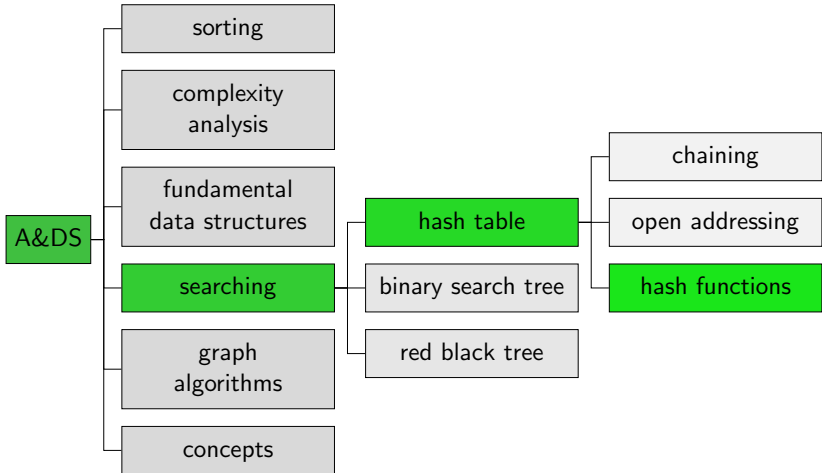 A&DS
sorting
complexity
analysis
fundamental
data structures
searching
graph
algorithms
concepts
hash table
binary search tree
red black tree
chaining
open addressing
hash functions